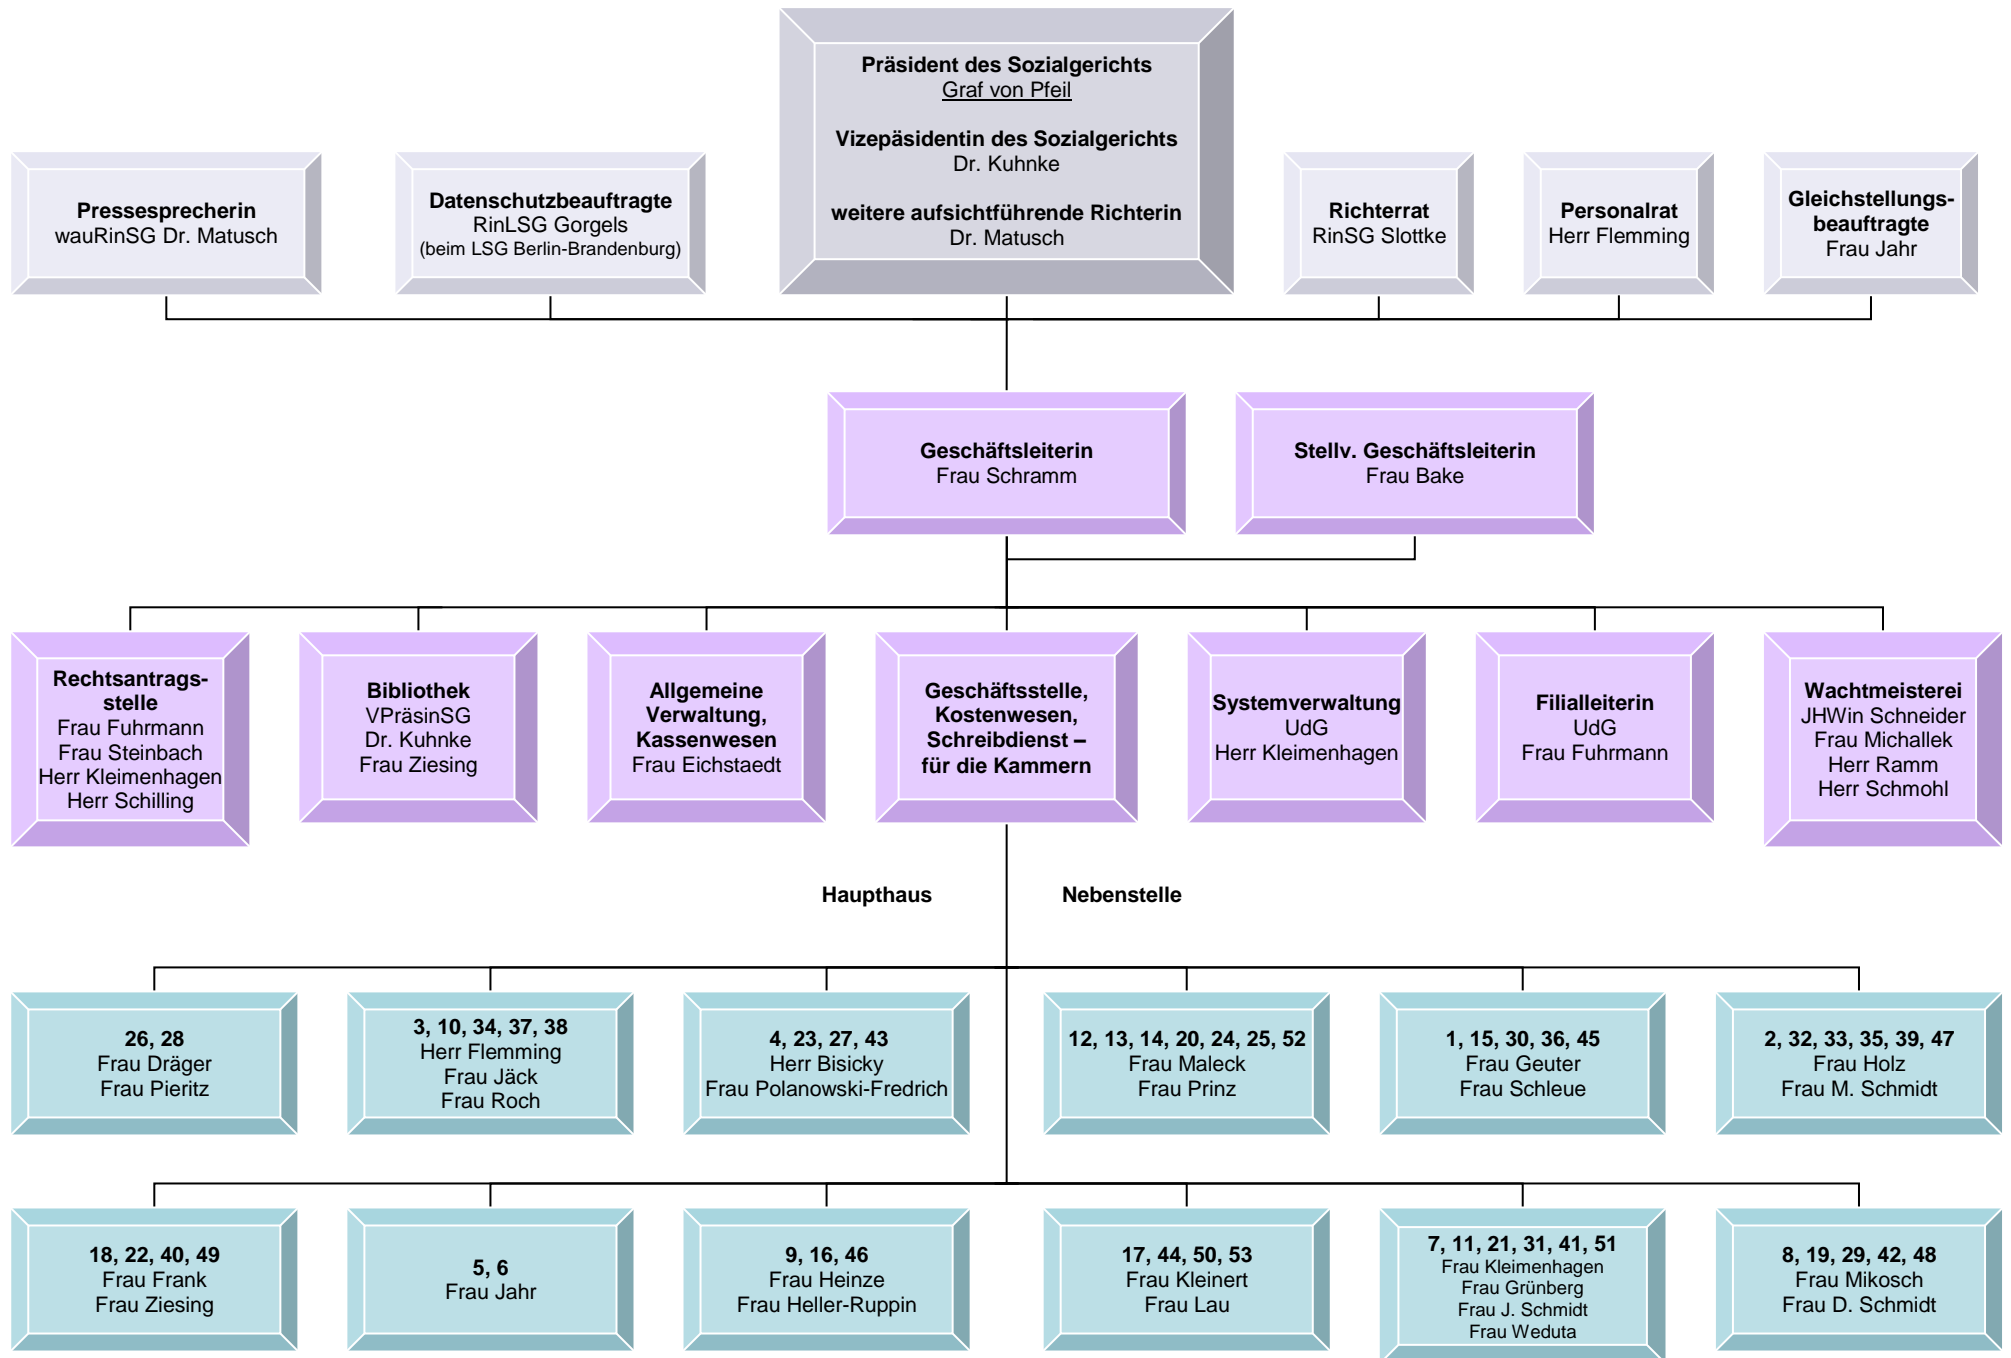 Präsident des Sozialgerichts
Graf von Pfeil
Vizepäsidentin des Sozialgerichts
Dr. Kuhnke
weitere aufsichtführende Richterin
Dr. Matusch
Pressesprecherin
wauRinSG Dr. Matusch
Datenschutzbeauftragte
RinLSG Gorgels
(beim LSG Berlin-Brandenburg)
Richterrat
RinSG Slottke
Personalrat
Herr Flemming
Gleichstellungs-
beauftragte
Frau Jahr
Geschäftsleiterin
Frau Schramm
Stellv. Geschäftsleiterin
Frau Bake
Rechtsantrags-
stelle
Frau Fuhrmann
Frau Steinbach
Herr Kleimenhagen
Herr Schilling
Bibliothek
VPräsinSG
Dr. Kuhnke
Frau Ziesing
Allgemeine
Verwaltung,
Kassenwesen
Frau Eichstaedt
Geschäftsstelle,
Kostenwesen,
Schreibdienst –
für die Kammern
Systemverwaltung
UdG
Herr Kleimenhagen
Filialleiterin
UdG
Frau Fuhrmann
Wachtmeisterei
JHWin Schneider
Frau Michallek
Herr Ramm
Herr Schmohl
Haupthaus
Nebenstelle
26, 28
Frau Dräger
Frau Pieritz
3, 10, 34, 37, 38
Herr Flemming
Frau Jäck
Frau Roch
4, 23, 27, 43
Herr Bisicky
Frau Polanowski-Fredrich
12, 13, 14, 20, 24, 25, 52
Frau Maleck
Frau Prinz
1, 15, 30, 36, 45
Frau Geuter
Frau Schleue
2, 32, 33, 35, 39, 47
Frau Holz
Frau M. Schmidt
18, 22, 40, 49
Frau Frank
Frau Ziesing
5, 6
Frau Jahr
9, 16, 46
Frau Heinze
Frau Heller-Ruppin
17, 44, 50, 53
Frau Kleinert
Frau Lau
7, 11, 21, 31, 41, 51
Frau Kleimenhagen
Frau Grünberg
Frau J. Schmidt
Frau Weduta
8, 19, 29, 42, 48
Frau Mikosch
Frau D. Schmidt